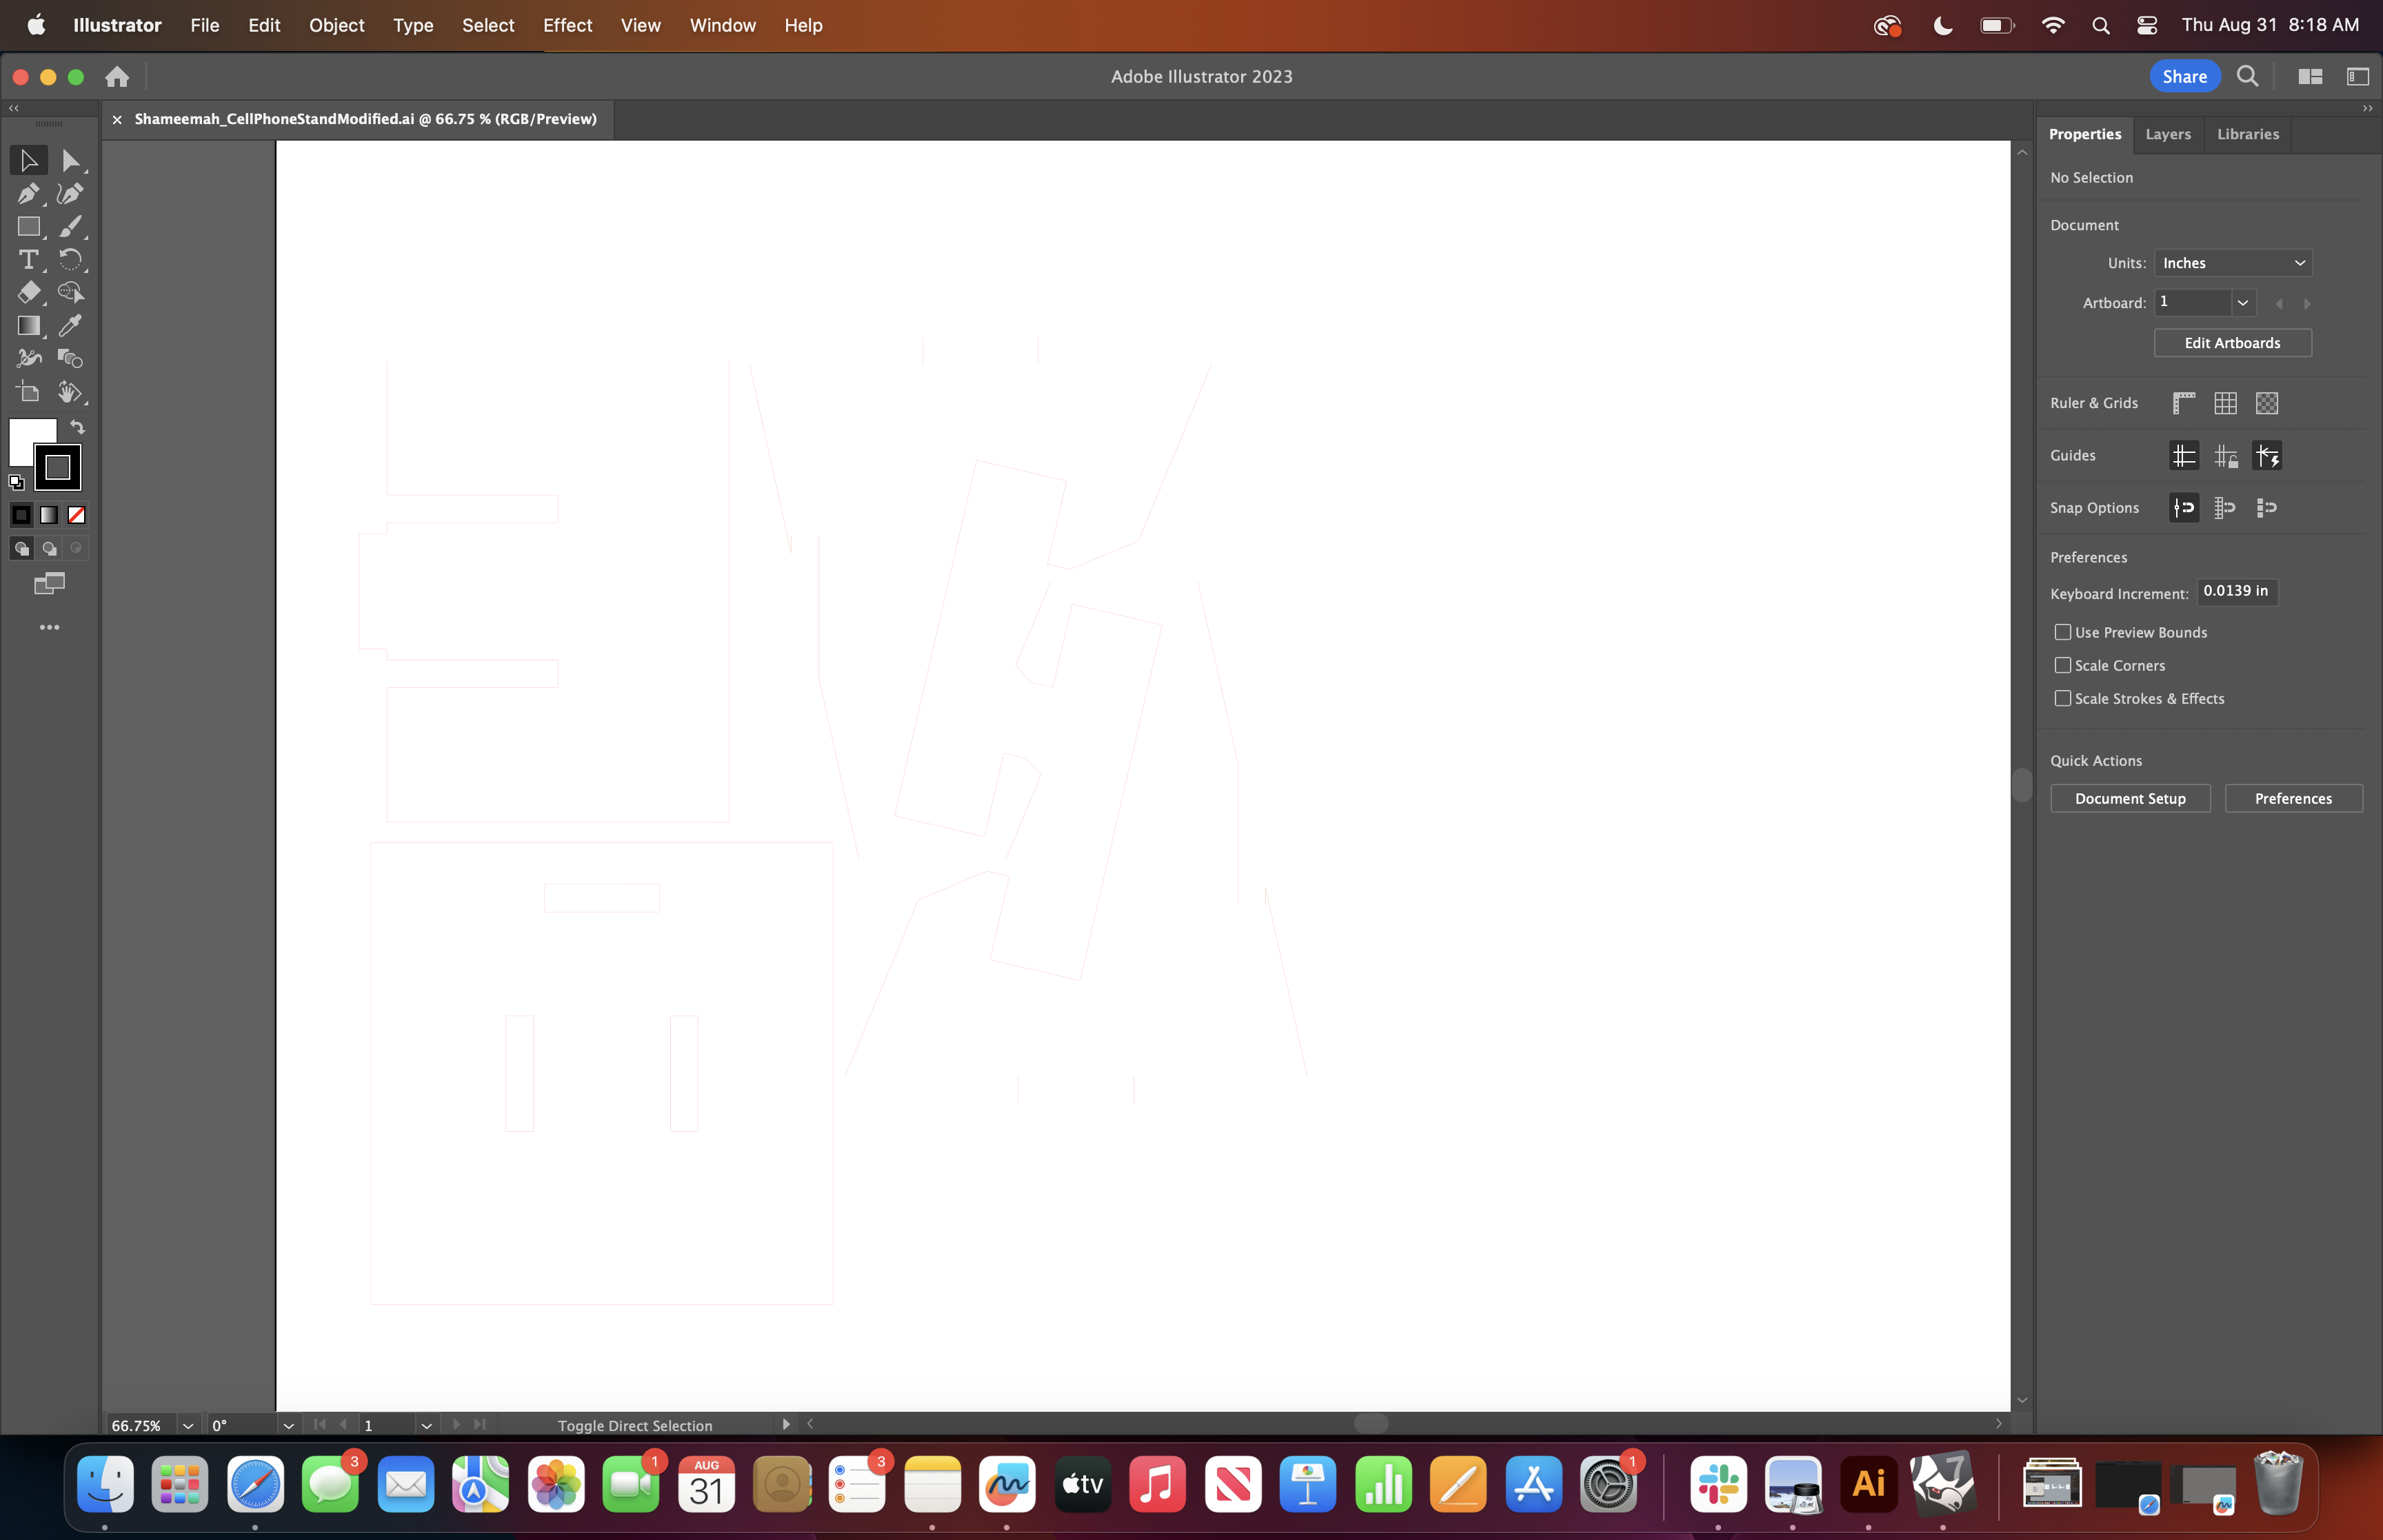 Illustrator File Edit Object Type Select Effect View Window Help Thu Aug 31 8:18 AM
Adobe Illustrator 2023 Share
× Shameemah_CellPhoneStandModified.ai @ 66.75 % (RGB/Preview)
Properties Layers Libraries
No Selection
Document
Units: Inches
Artboard: 1
Edit Artboards
Ruler & Grids
Guides
Snap Options
Preferences
Keyboard Increment: 0.0139 in
Use Preview Bounds
Scale Corners
Scale Strokes & Effects
Quick Actions
Document Setup Preferences
66.75% 0° 1 Toggle Direct Selection
3 1 AUG 31 3 tv 1 Ai 7